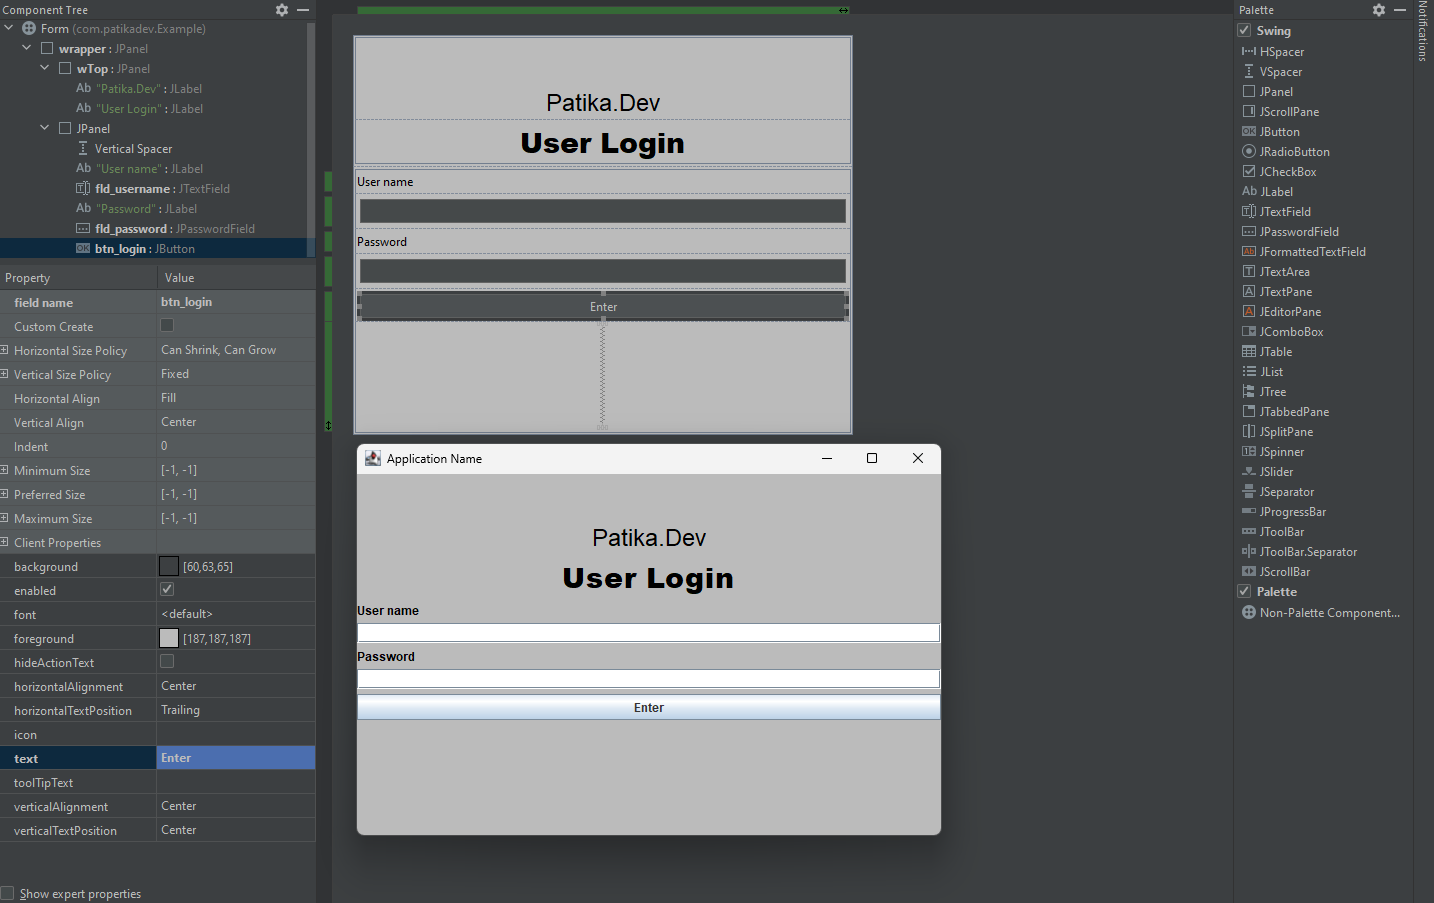 Component Tree
Form (com.patikadev.Example)
wrapper : JPanel
wTop : JPanel
Ab "Patika.Dev" : JLabel
Ab "User Login" : JLabel
JPanel
Vertical Spacer
Ab "User name" : JLabel
fld_username : JTextField
Ab "Password" : JLabel
fld_password : JPasswordField
OK btn_login : JButton
Property Value
field name btn_login
Custom Create
Horizontal Size Policy Can Shrink, Can Grow
Vertical Size Policy Fixed
Horizontal Align Fill
Vertical Align Center
Indent 0
Minimum Size [-1, -1]
Preferred Size [-1, -1]
Maximum Size [-1, -1]
Client Properties
background [60,63,65]
enabled
font <default>
foreground [187,187,187]
hideActionText
horizontalAlignment Center
horizontalTextPosition Trailing
icon
text Enter
toolTipText
verticalAlignment Center
verticalTextPosition Center
Show expert properties
Patika.Dev
User Login
User name
Password
Enter
Application Name
Patika.Dev
User Login
User name
Password
Enter
Palette
Swing
HSpacer
VSpacer
JPanel
JScrollPane
OK JButton
JRadioButton
JCheckBox
Ab JLabel
JTextField
JPasswordField
Ab JFormattedTextField
T JTextArea
A JTextPane
A JEditorPane
JComboBox
JTable
JList
JTree
JTabbedPane
JSplitPane
JSpinner
JSlider
JSeparator
JProgressBar
JToolBar
JToolBar.Separator
JScrollBar
Palette
Non-Palette Component...
Notifications